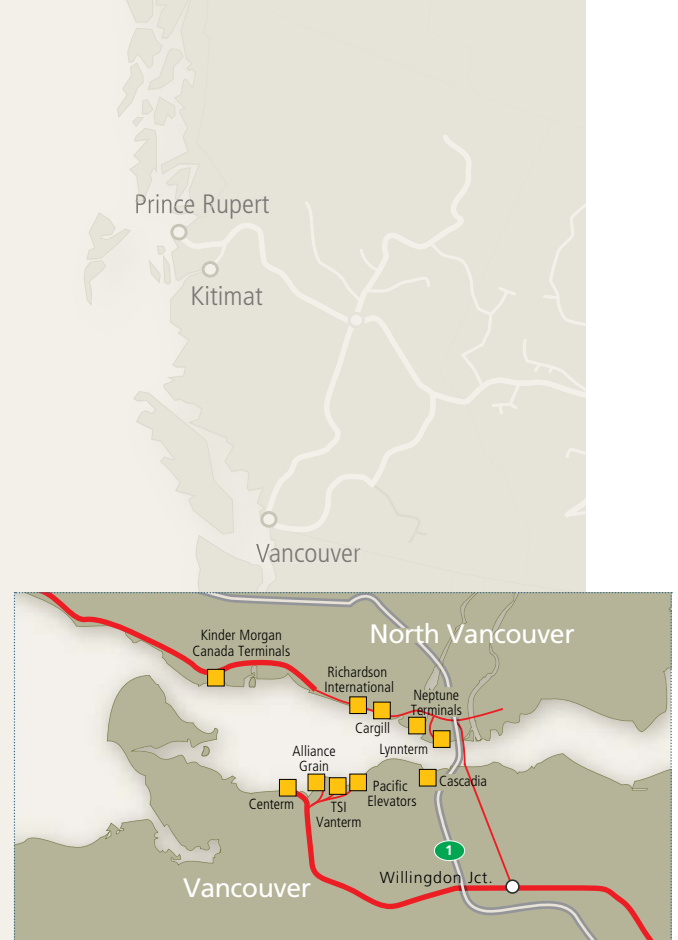 Prince Rupert
Kitimat
Vancouver
North Vancouver
Kinder Morgan
Canada Terminals
Richardson
International
Neptune
Terminals
Cargill
Lynnterm
Alliance
Grain
Cascadia
Pacific
Elevators
Centerm
TSI
Vanterm
1
Willingdon Jct.
Vancouver